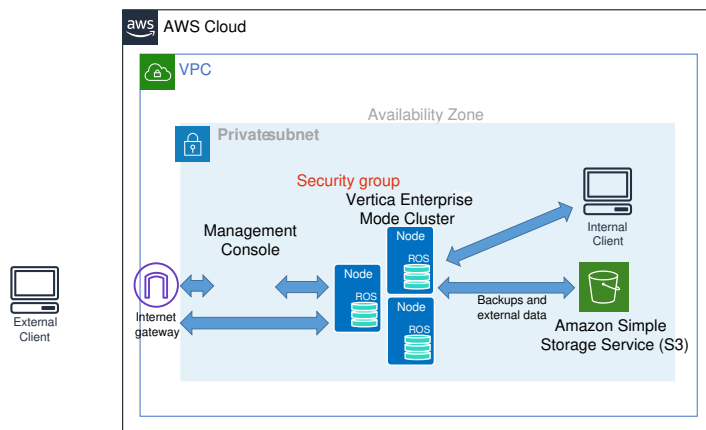 aws
AWS Cloud
VPC
Availability Zone
Privatesubnet
Security group
Vertica Enterprise
Mode Cluster
Management
Console
Node
ROS
Node
ROS
Node
ROS
Internal
Client
Backups and
external data
Amazon Simple
Storage Service (S3)
Internet
gateway
External
Client